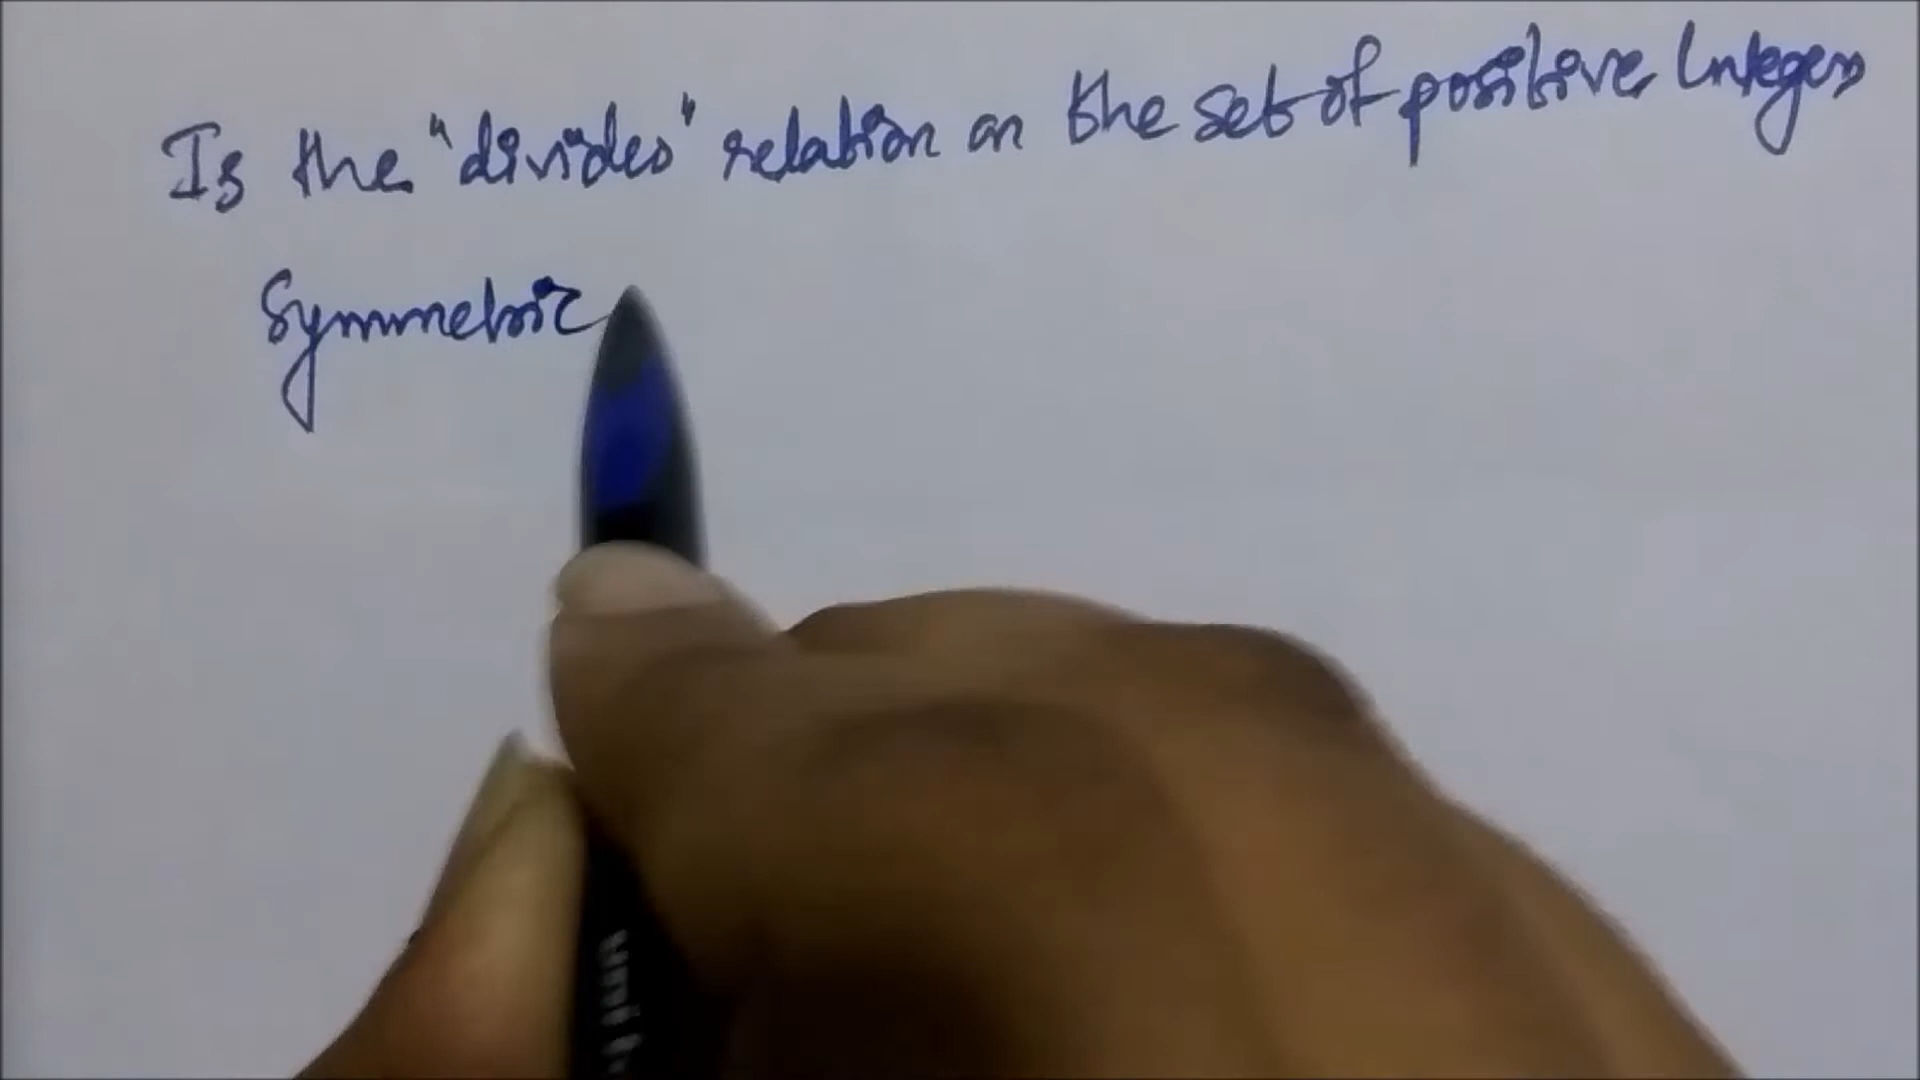 Is the "divides" relation on the set of positive Integers
Symmetric